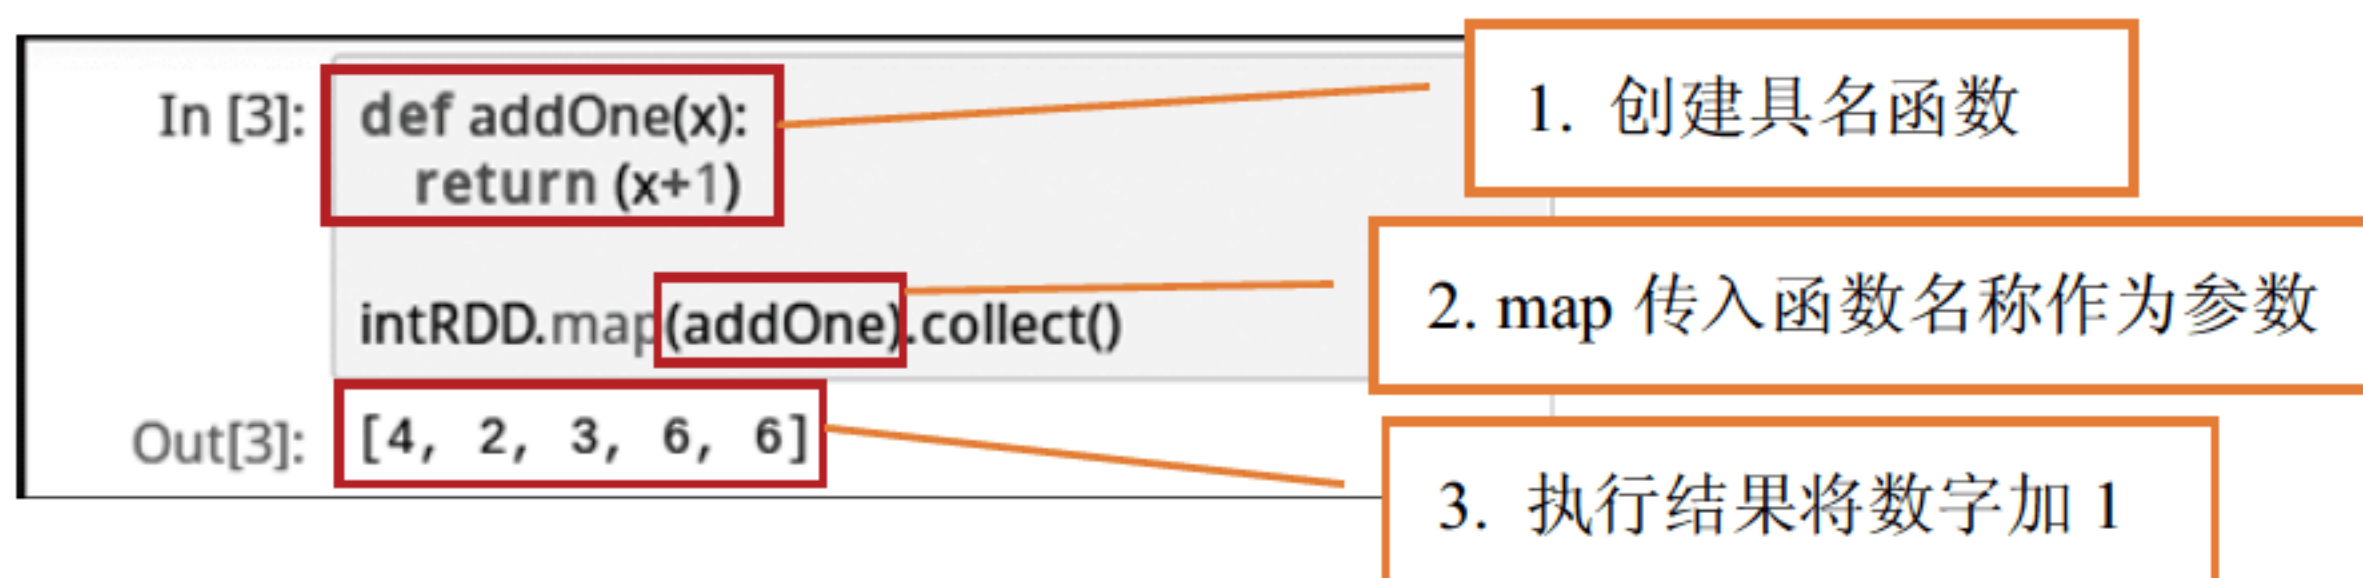 In [3]:
def addOne(x):
return (x+1)
intRDD.map(addOne).collect()
Out[3]:
[4, 2, 3, 6, 6]
1. 创建具名函数
2. map 传入函数名称作为参数
3. 执行结果将数字加 1